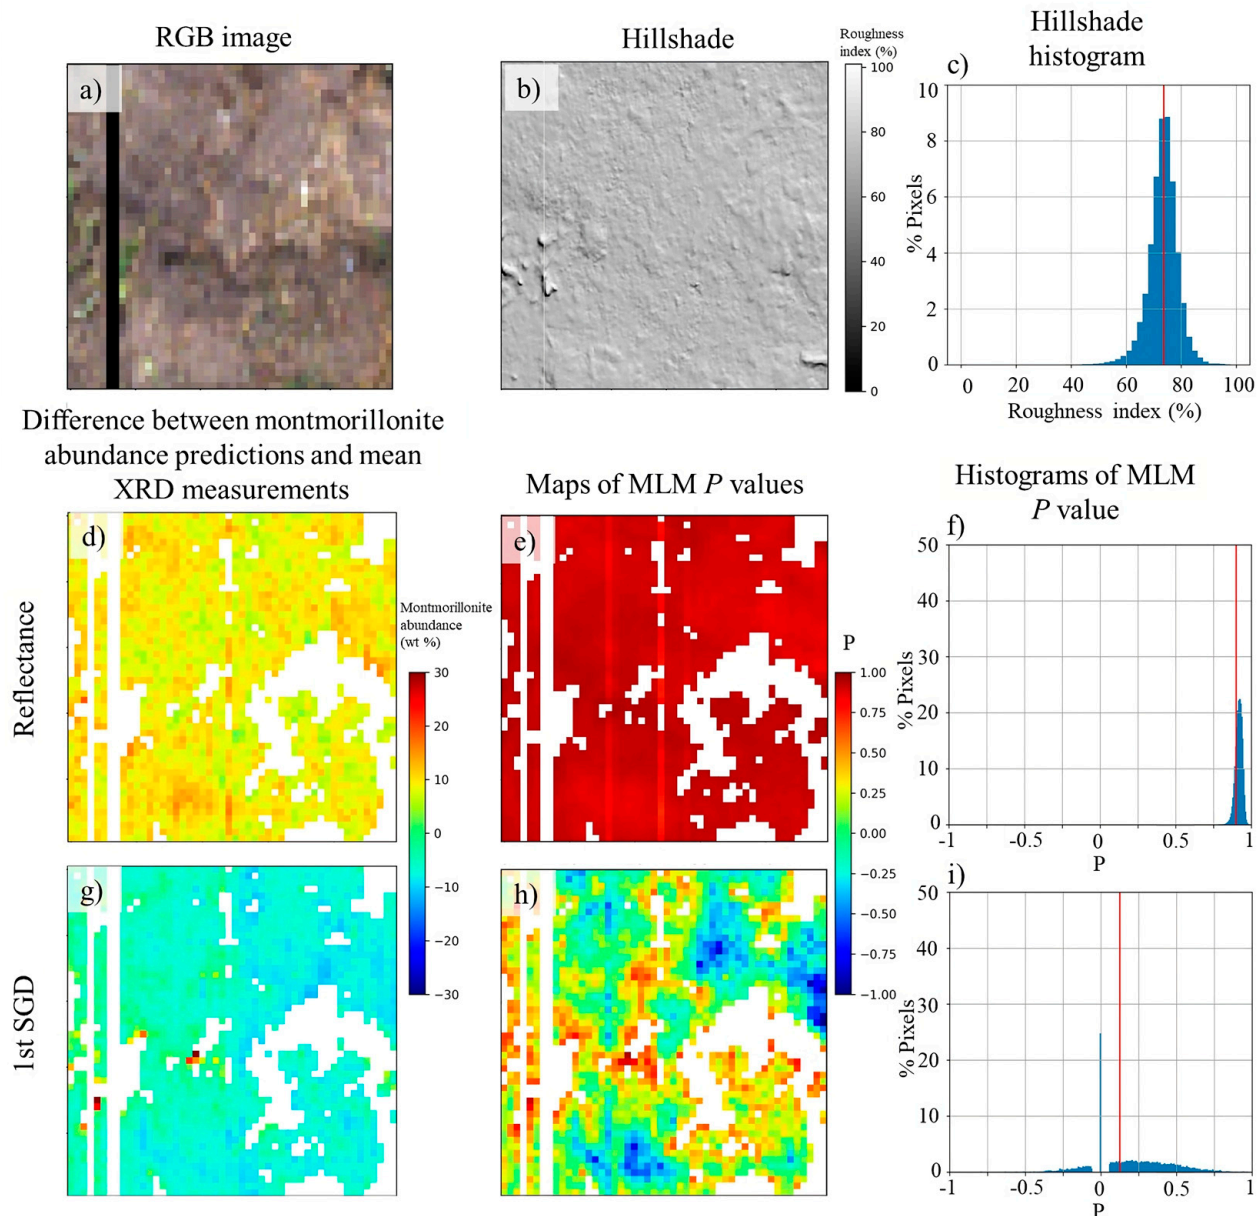 RGB image
Hillshade
Roughness
index (%)
Hillshade
histogram
a)
b)
c)
100
80
60
40
20
0
10
8
6
4
2
0
% Pixels
0 20 40 60 80 100
Roughness index (%)
Difference between montmorillonite
abundance predictions and mean
XRD measurements
Maps of MLM P values
Histograms of MLM
P value
Reflectance
d)
Montmorillonite
abundance
(wt %)
30
20
10
0
−10
−20
−30
e)
P
1.00
0.75
0.50
0.25
0.00
−0.25
−0.50
−0.75
−1.00
f)
50
40
30
20
10
0
% Pixels
-1 -0.5 0 0.5 1
P
1st SGD
g)
h)
i)
50
40
30
20
10
0
% Pixels
-1 -0.5 0 0.5 1
P